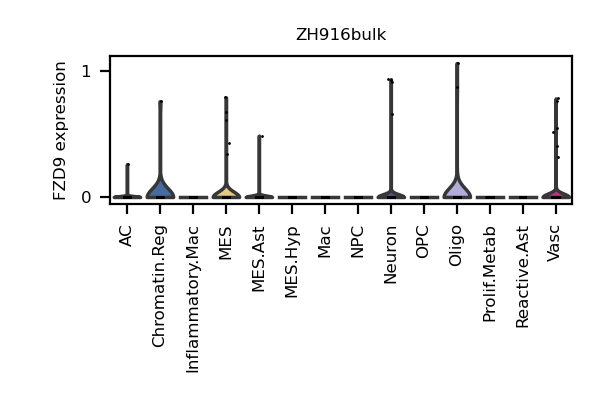 ZH916bulk
FZD9 expression
1
0
AC
Chromatin.Reg
Inflammatory.Mac
MES
MES.Ast
MES.Hyp
Mac
NPC
Neuron
OPC
Oligo
Prolif.Metab
Reactive.Ast
Vasc